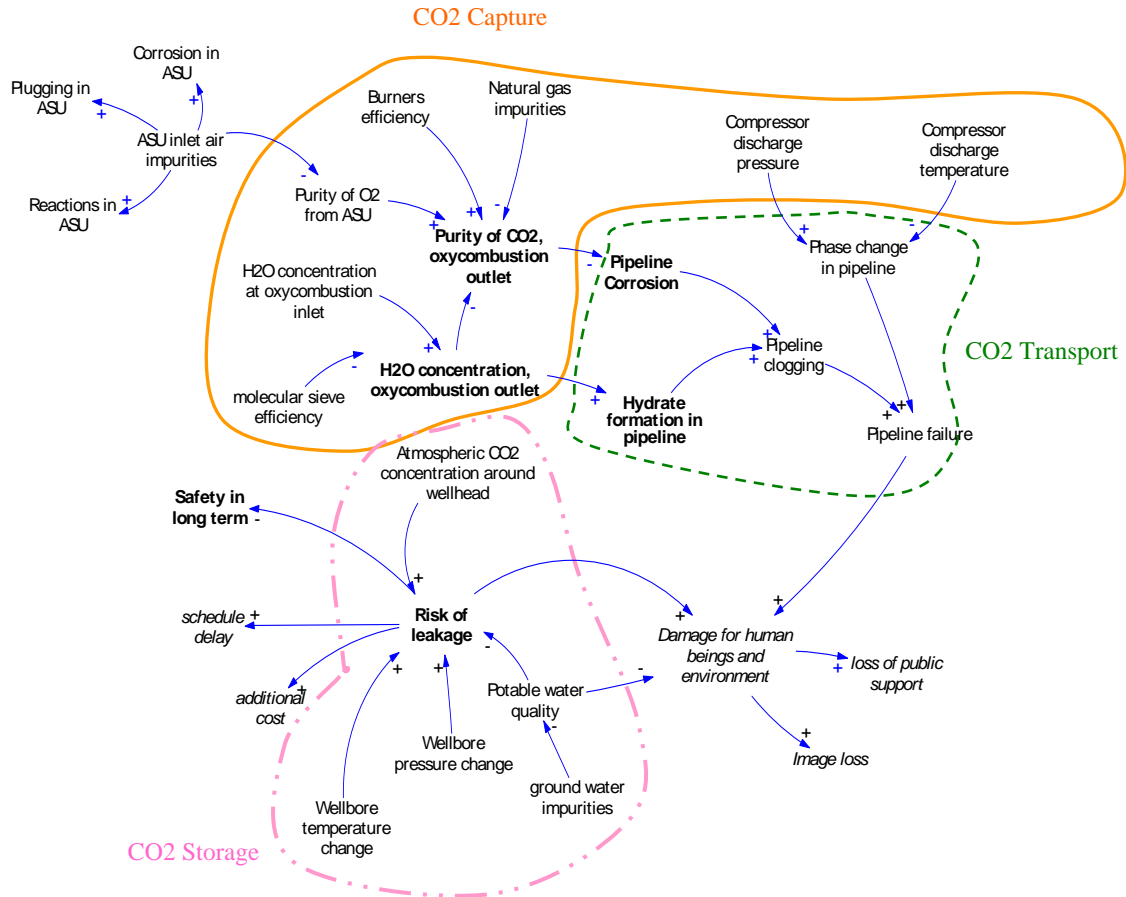 CO2 Capture
Corrosion in
ASU
Plugging in
ASU
+
+
ASU inlet air
impurities
+
Reactions in
ASU
Burners
efficiency
Natural gas
impurities
Compressor
discharge
pressure
Compressor
discharge
temperature
-
Purity of O2
from ASU
+
+
-
Purity of CO2,
oxycombustion
outlet
-
Pipeline
Corrosion
+
-
Phase change
in pipeline
H2O concentration
at oxycombustion
inlet
-
+
-
H2O concentration,
oxycombustion outlet
molecular sieve
efficiency
+
+
Pipeline
clogging
CO2 Transport
+
Hydrate
formation in
pipeline
+
+
Pipeline failure
Atmospheric CO2
concentration around
wellhead
Safety in
long term
-
+
Risk of
leakage
schedule
delay
+
additional
cost
+
+
+
-
Potable water
quality
-
-
+
+
Damage for human
beings and
environment
+
loss of public
support
+
Image loss
Wellbore
pressure change
ground water
impurities
Wellbore
temperature
change
CO2 Storage